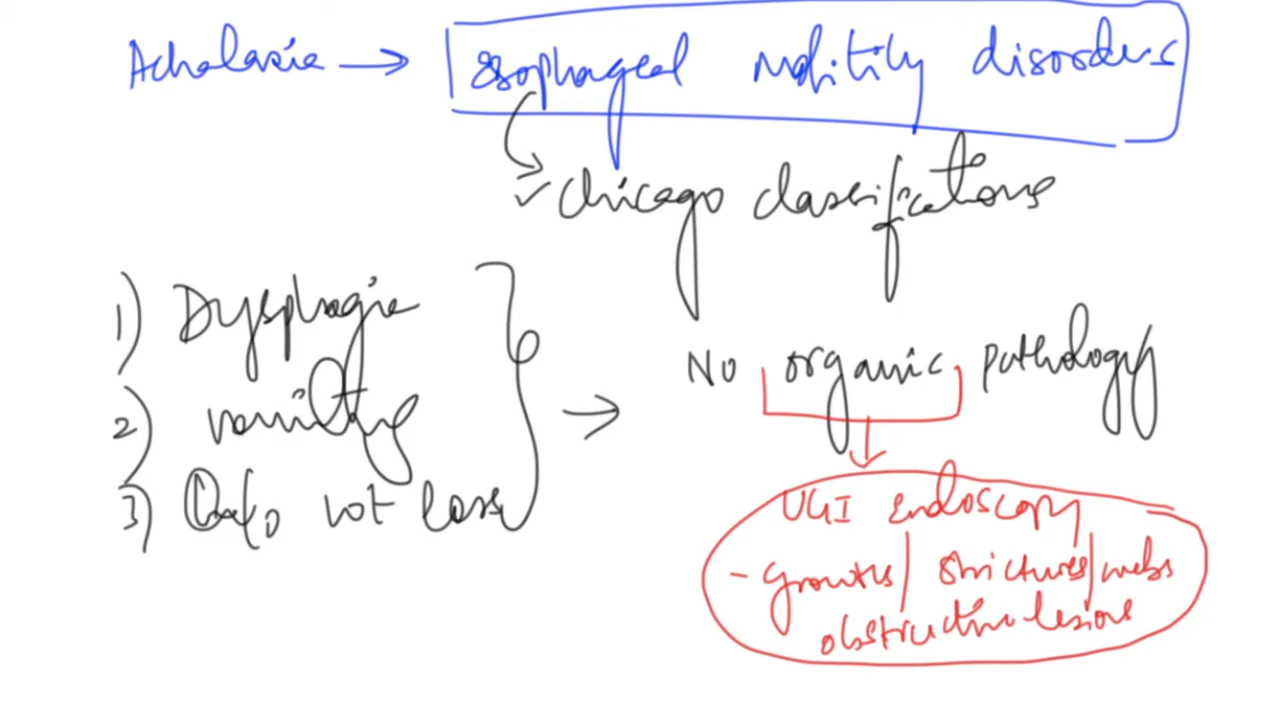 Achalasia → esophageal motility disorders
✓ Chicago classifications
1) Dysphagia
2) vomiting
No organic pathology
3) wt loss
UGI Endoscopy
- growths / strictures / webs
obstructive lesions